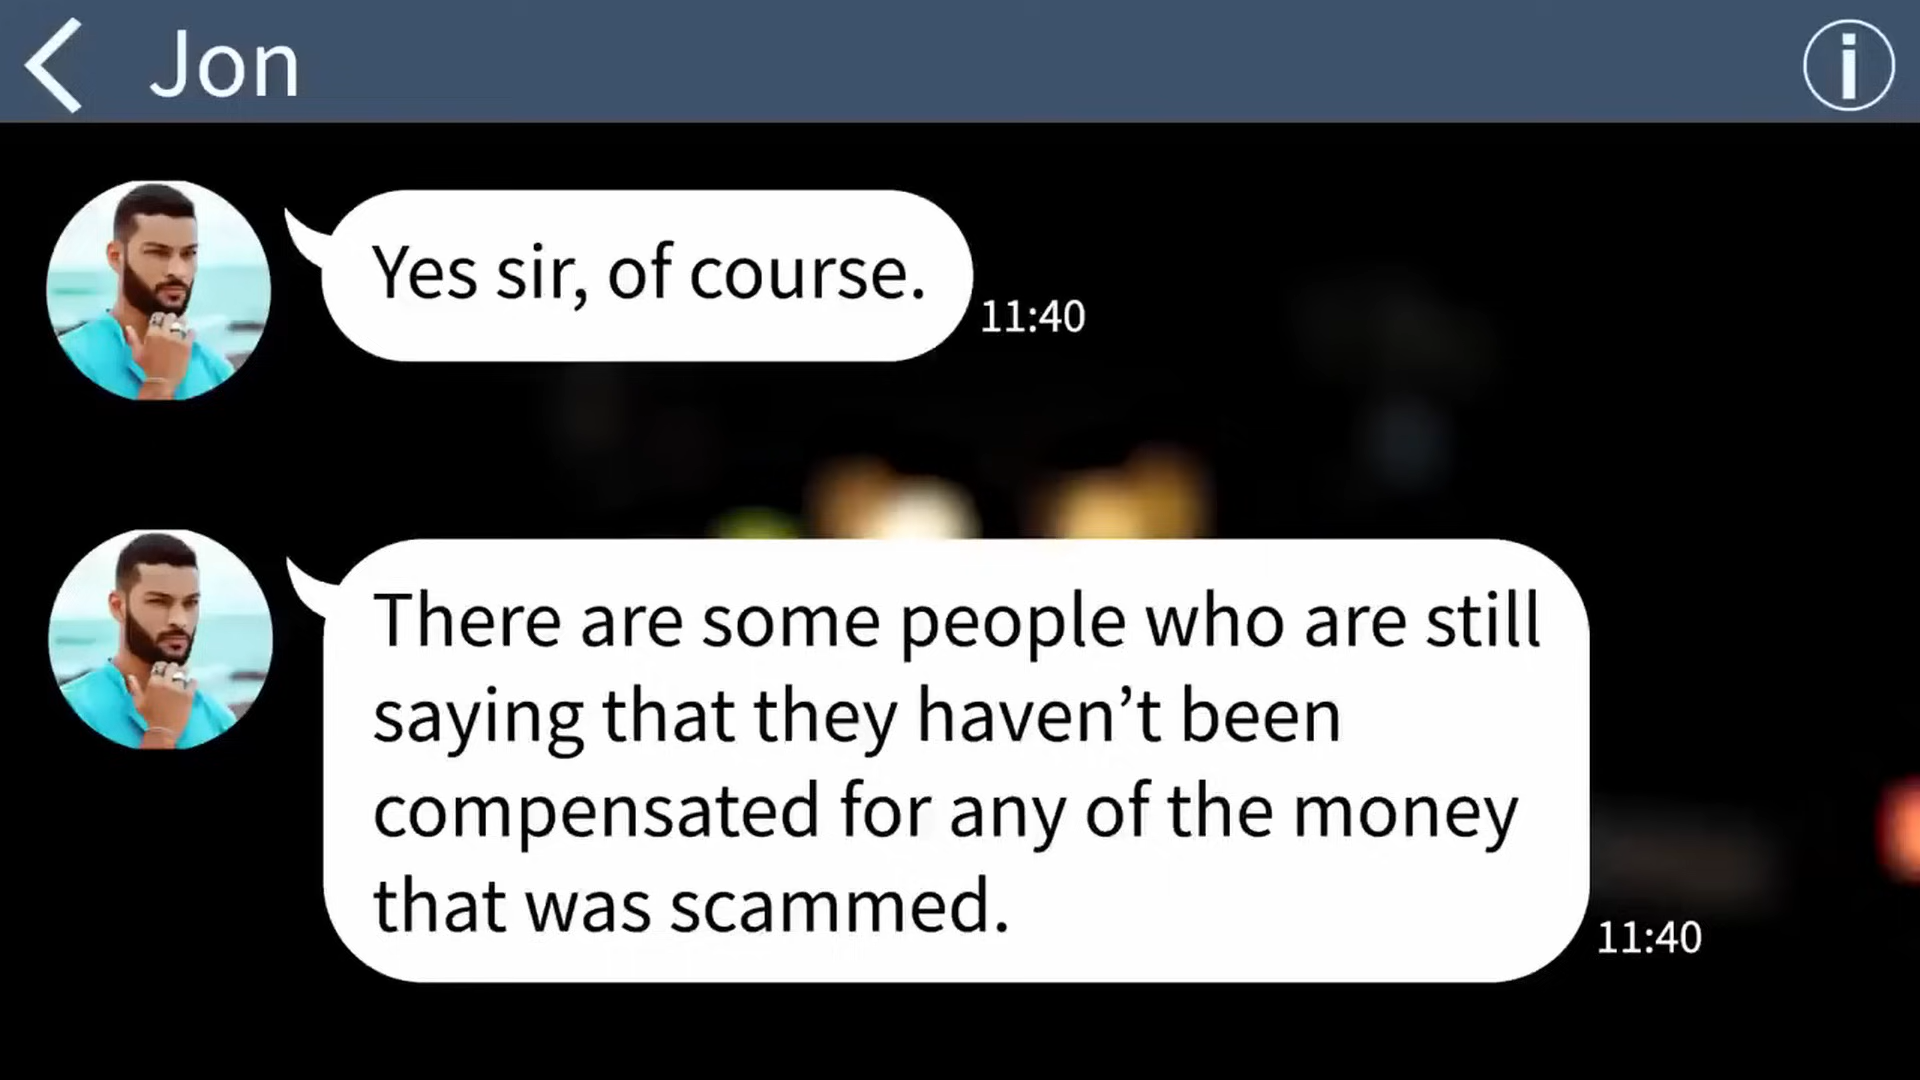 Jon
Yes sir, of course.
11:40
There are some people who are still
saying that they haven’t been
compensated for any of the money
that was scammed.
11:40